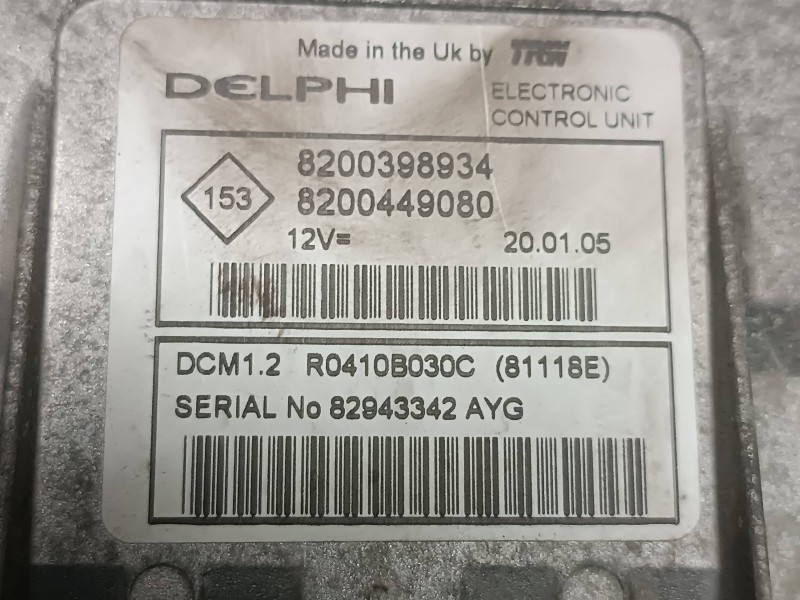 Made in the Uk by TRW
DELPHI
ELECTRONIC
CONTROL UNIT
153
8200398934
8200449080
12V=
20.01.05
DCM1.2 R0410B030C (81118E)
SERIAL No 82943342 AYG